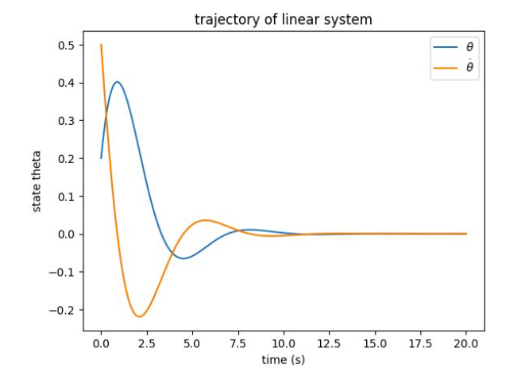 trajectory of linear system
θ
θ̇
state theta
0.5
0.4
0.3
0.2
0.1
0.0
−0.1
−0.2
0.0 2.5 5.0 7.5 10.0 12.5 15.0 17.5 20.0
time (s)